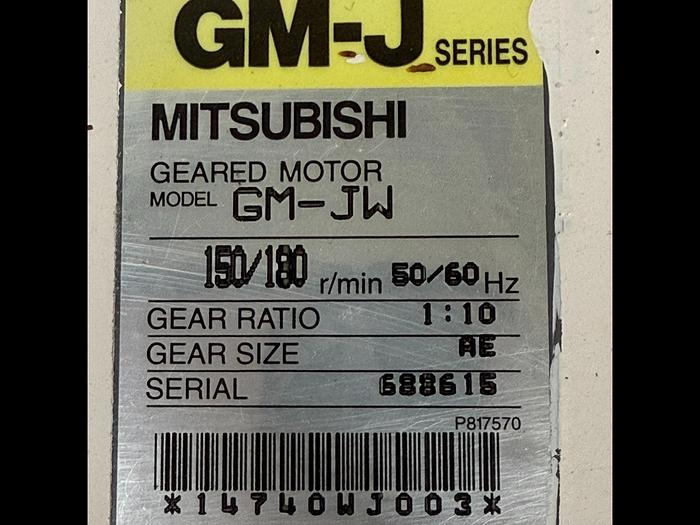 GM-J SERIES
MITSUBISHI
GEARED MOTOR
MODEL GM-JW
150/180 r/min 50/60 Hz
GEAR RATIO 1:10
GEAR SIZE AE
SERIAL 688615
P817570
*14740WJ003*